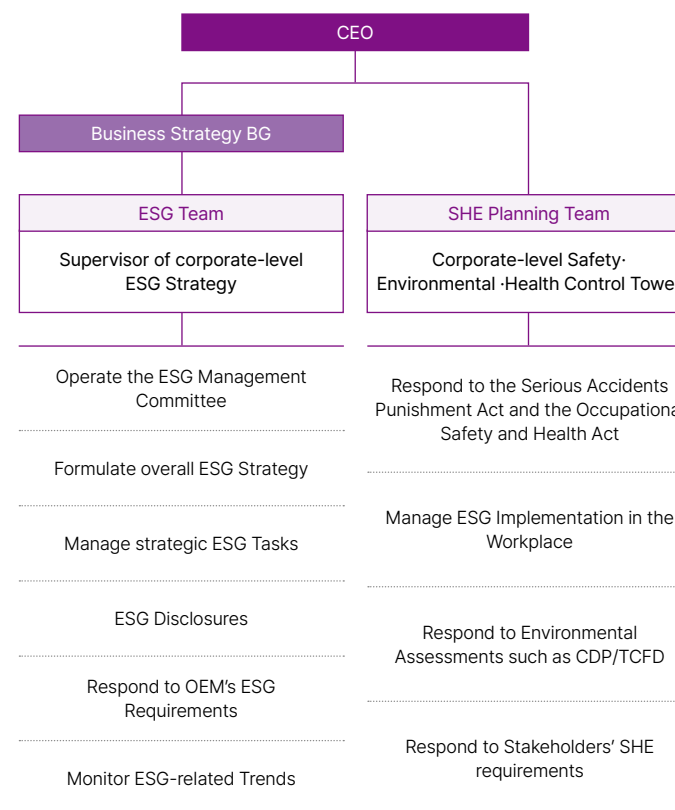 CEO
Business Strategy BG
ESG Team
Supervisor of corporate-level
ESG Strategy
Operate the ESG Management
Committee
Formulate overall ESG Strategy
Manage strategic ESG Tasks
ESG Disclosures
Respond to OEM's ESG
Requirements
Monitor ESG-related Trends
SHE Planning Team
Corporate-level Safety·
Environmental ·Health Control
Respond to the Serious Accidents
Punishment Act and the
Safety and Health Act
Manage ESG Implementation in the
Workplace
Respond to Environmental
Assessments such as CDP/TCFD
Respond to Stakeholders' SHE
requirements